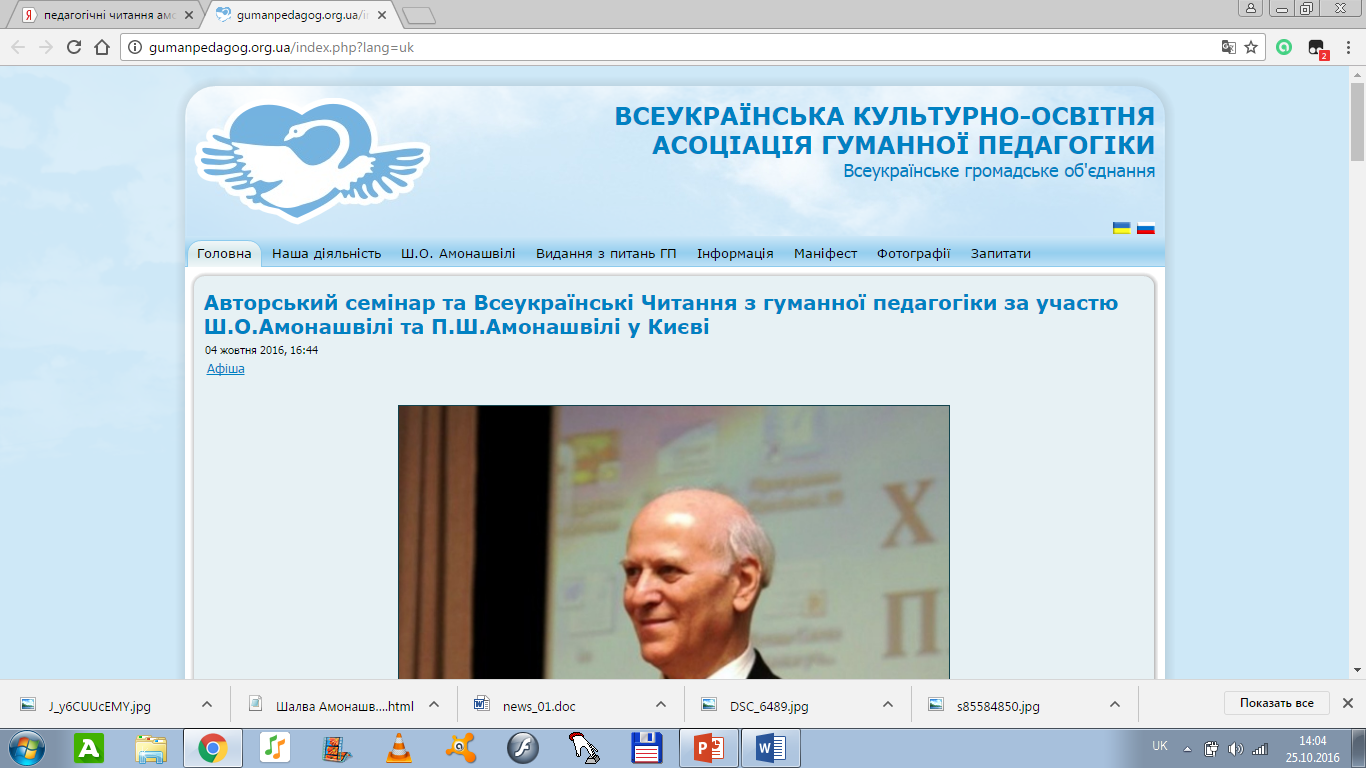 педагогічні читання амо
gumanpedagog.org.ua/i
gumanpedagog.org.ua/index.php?lang=uk
2
ВСЕУКРАЇНСЬКА КУЛЬТУРНО-ОСВІТНЯ
АСОЦІАЦІЯ ГУМАННОЇ ПЕДАГОГІКИ
Всеукраїнське громадське об'єднання
Головна Наша діяльність Ш.О. Амонашвілі Видання з питань ГП Інформація Маніфест Фотографії Запитати
Авторський семінар та Всеукраїнські Читання з гуманної педагогіки за участю
Ш.О.Амонашвілі та П.Ш.Амонашвілі у Києві
04 жовтня 2016, 16:44
Афіша
Х
П
J_y6CUUcEMY.jpg Шалва Амонашв....html news_01.doc DSC_6489.jpg s85584850.jpg Показать все
UK 14:04
25.10.2016